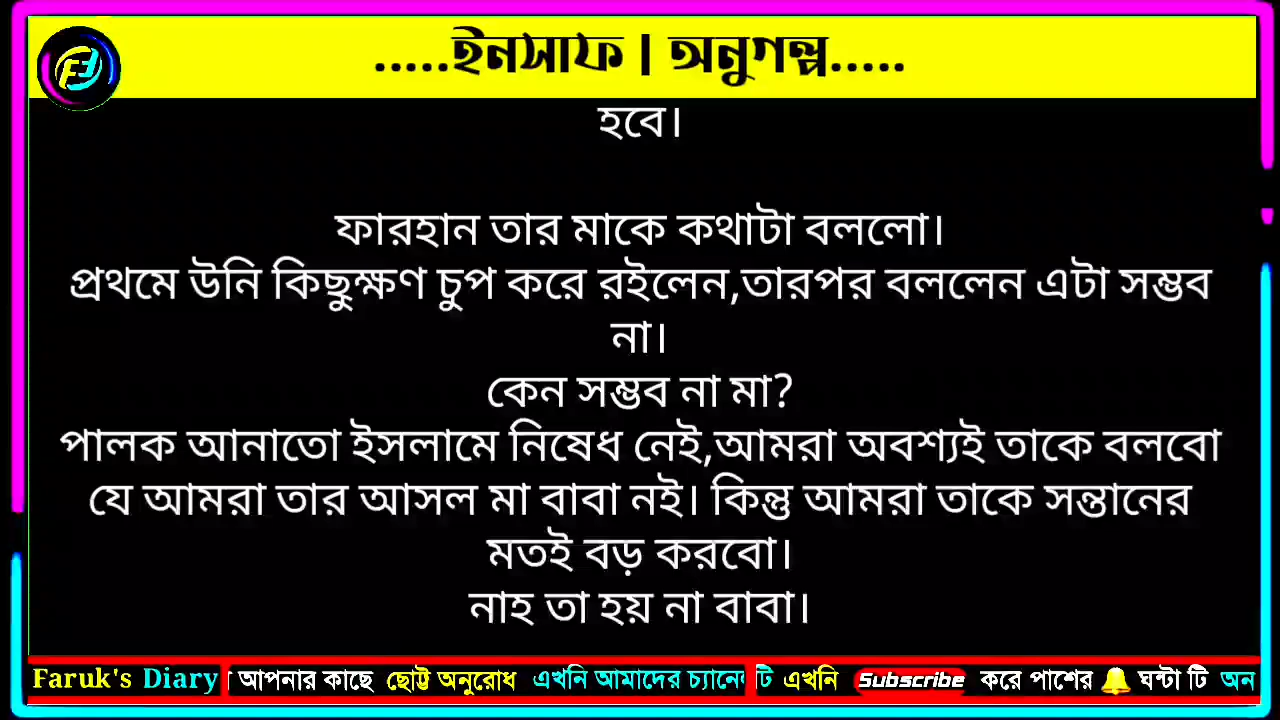 .....ইনসাফ | অনুগল্প.....
হবে।
ফারহান তার মাকে কথাটা বললো।
প্রথমে উনি কিছুক্ষণ চুপ করে রইলেন,তারপর বললেন এটা সম্ভব
না।
কেন সম্ভব না মা?
পালক আনাতো ইসলামে নিষেধ নেই,আমরা অবশ্যই তাকে বলবো
যে আমরা তার আসল মা বাবা নই। কিন্তু আমরা তাকে সন্তানের
মতই বড় করবো।
নাহ তা হয় না বাবা।
Faruk's Diary আপনার কাছে ছোট্ট অনুরোধ এখনি আমাদের চ্যানেল টি এখনি Subscribe করে পাশের 🔔 ঘন্টা টি অন